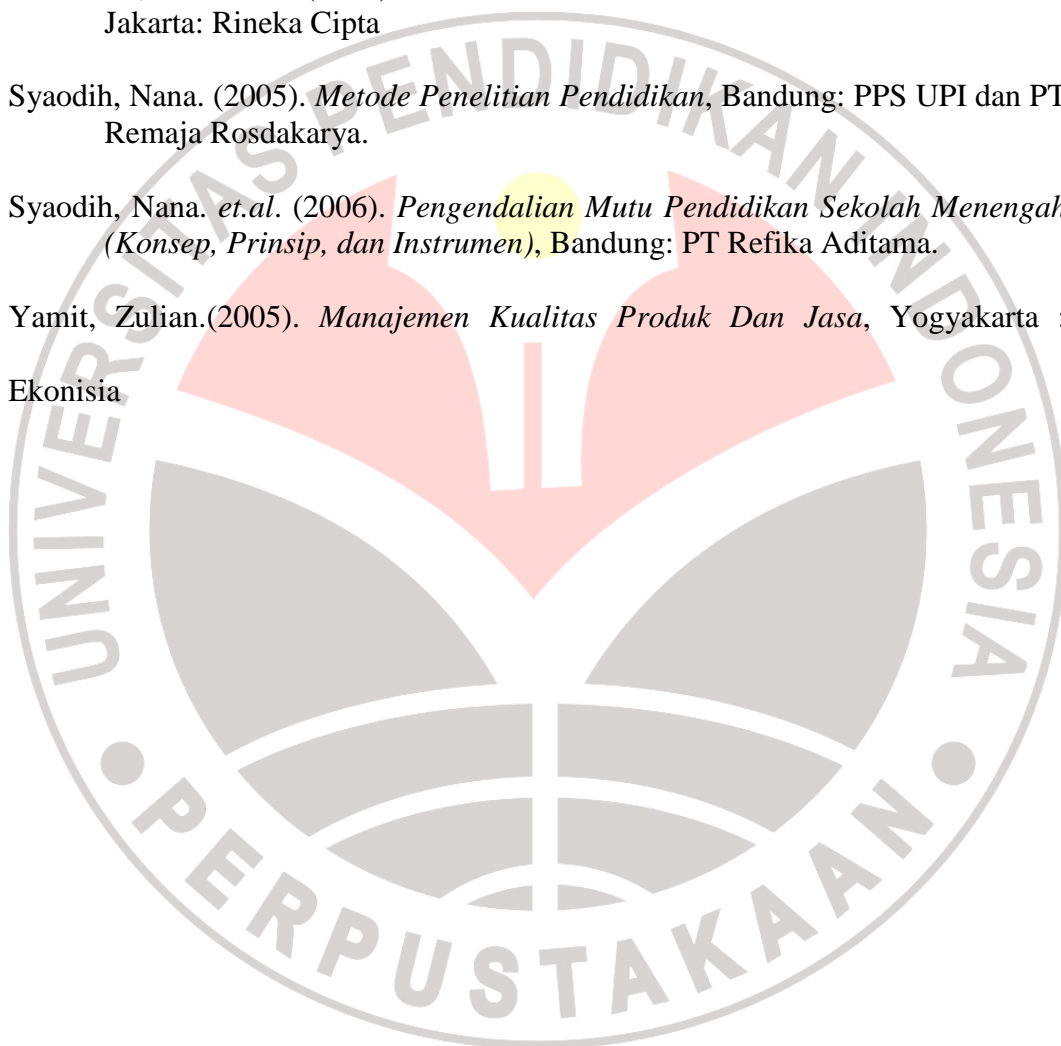 Jakarta: Rineka Cipta
Syaodih, Nana. (2005). Metode Penelitian Pendidikan, Bandung: PPS UPI dan PT
Remaja Rosdakarya.
Syaodih, Nana. et.al. (2006). Pengendalian Mutu Pendidikan Sekolah Menengah
(Konsep, Prinsip, dan Instrumen), Bandung: PT Refika Aditama.
Yamit, Zulian.(2005). Manajemen Kualitas Produk Dan Jasa, Yogyakarta :
Ekonisia
UNIVERSITAS PENDIDIKAN INDONESIA
PERPUSTAKAAN